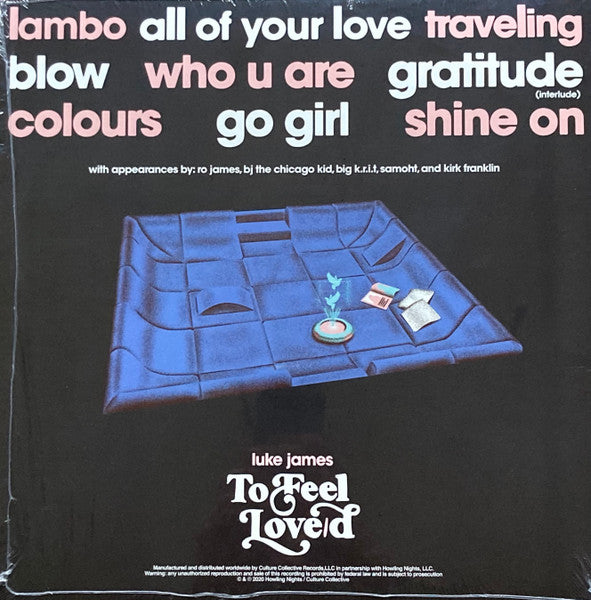 lambo all of your love traveling
blow who u are gratitude
(interlude)
colours go girl shine on
with appearances by: ro james, bj the chicago kid, big k.r.i.t, samoht, and kirk franklin
luke james
To Feel
Love/d
Manufactured and distributed worldwide by Culture Collective Records,LLC in partnership with Howling Nights, LLC.
Warning: any unauthorized reproduction and sale of this recording is prohibited by federal law and is subject to prosecution
© & ℗ 2020 Howling Nights / Culture Collective